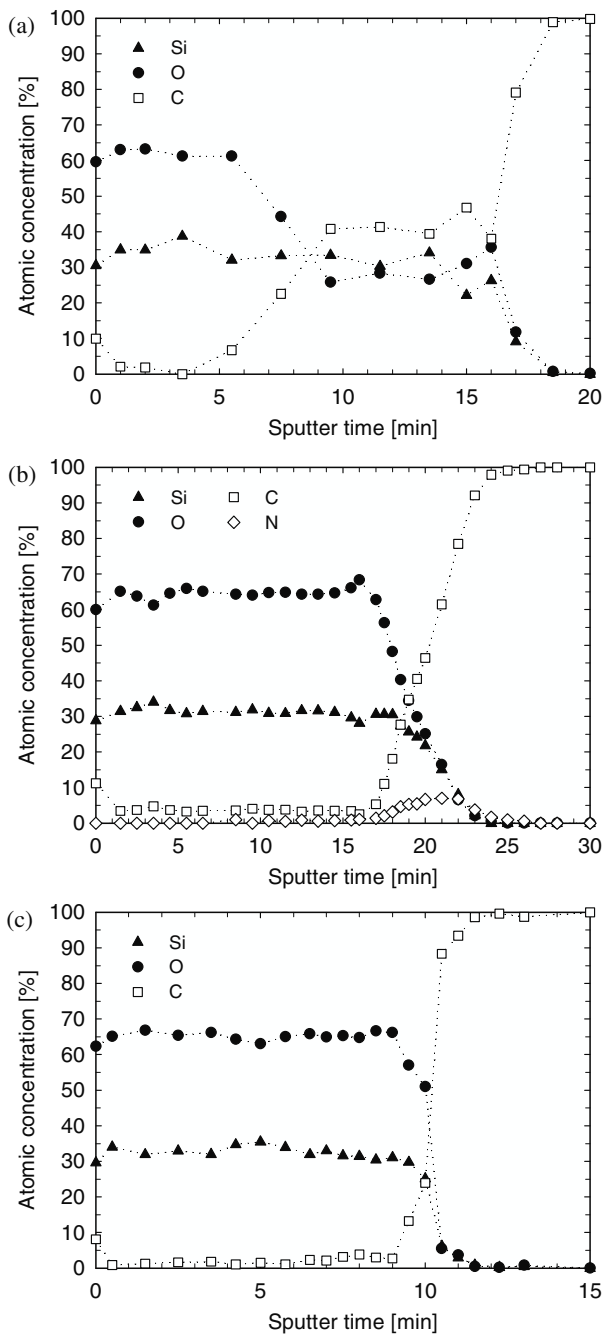 (a)
100
90
80
70
60
50
40
30
20
10
0
Atomic concentration [%]
Si
O
C
0 5 10 15 20
Sputter time [min]
(b)
100
90
80
70
60
50
40
30
20
10
0
Atomic concentration [%]
Si C
O N
0 5 10 15 20 25 30
Sputter time [min]
(c)
100
90
80
70
60
50
40
30
20
10
0
Atomic concentration [%]
Si
O
C
0 5 10 15
Sputter time [min]